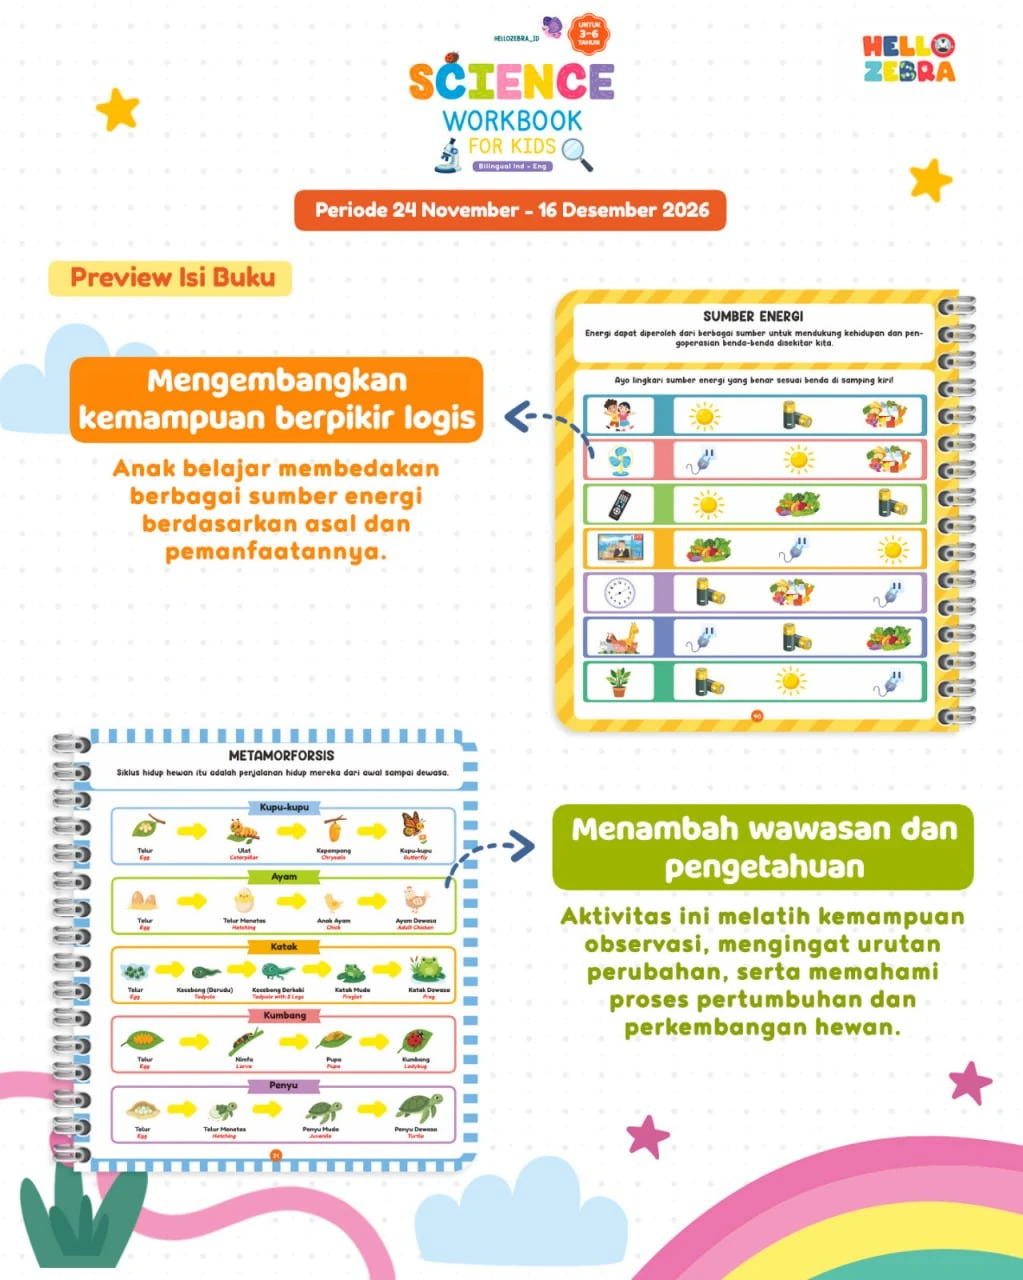 HELLOZEBRA_ID
UNTUK
3-6
TAHUN
HELLO
ZEBRA
SCIENCE
WORKBOOK
FOR KIDS
Bilingual Ind - Eng
Periode 24 November - 16 Desember 2026
Preview Isi Buku
Mengembangkan
kemampuan berpikir logis
Anak belajar membedakan
berbagai sumber energi
berdasarkan asal dan
pemanfaatannya.
SUMBER ENERGI
Energi dapat diperoleh dari berbagai sumber untuk mendukung kehidupan dan pen-
goperasian benda-benda disekitar kita.
Ayo lingkari sumber energi yang benar sesuai benda di samping kiri!
90
METAMORFORSIS
Siklus hidup hewan itu adalah perjalanan hidup mereka dari awal sampai dewasa.
Kupu-kupu
Telur Ulat Kepompong Kupu-kupu
Egg Caterpillar Chrysalis Butterfly
Ayam
Telur Telur Menetas Anak Ayam Ayam Dewasa
Egg Hatching Chick Adult Chicken
Katak
Telur Kecebong (Berudu) Kecebong Berkaki Katak Muda Katak Dewasa
Egg Tadpole Tadpole with 2 Legs Froglet Frog
Kumbang
Telur Nimfa Pupa Kumbang
Egg Larva Pupa Ladybug
Penyu
Telur Telur Menetas Penyu Muda Penyu Dewasa
Egg Hatching Juvenile Turtle
31
Menambah wawasan dan
pengetahuan
Aktivitas ini melatih kemampuan
observasi, mengingat urutan
perubahan, serta memahami
proses pertumbuhan dan
perkembangan hewan.